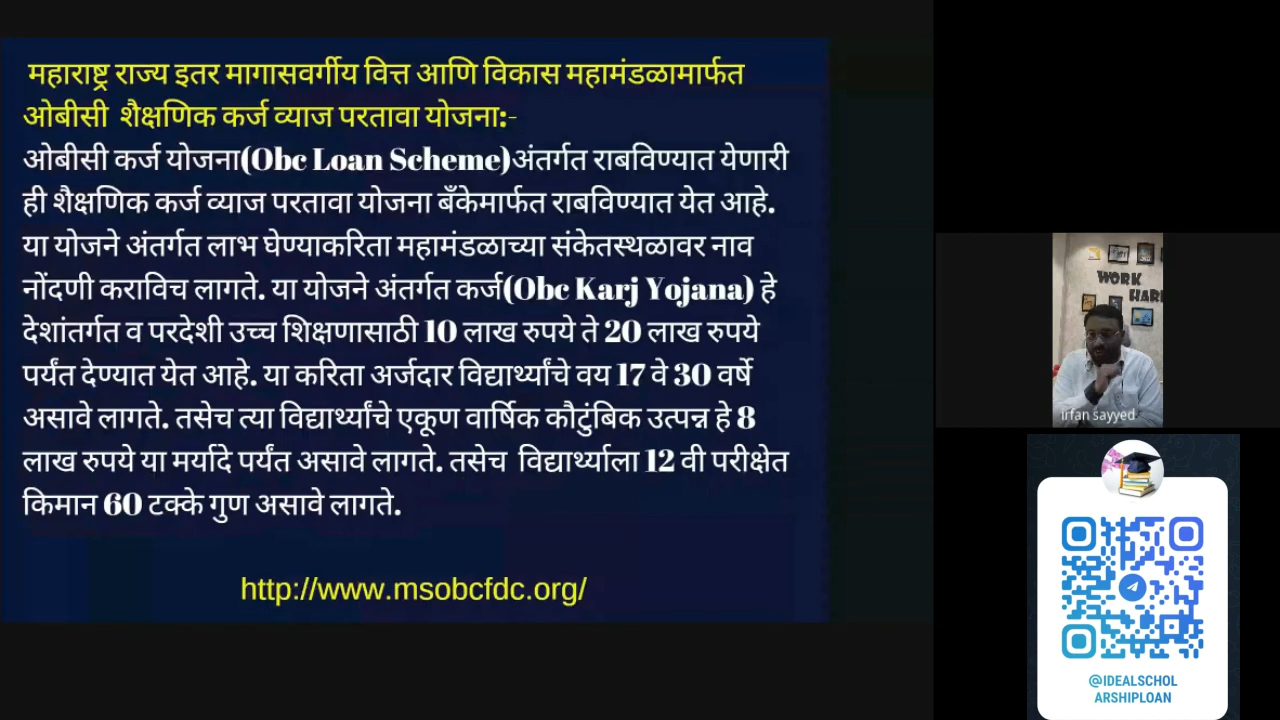 महाराष्ट्र राज्य इतर मागासवर्गीय वित्त आणि विकास महामंडळामार्फत
ओबीसी शैक्षणिक कर्ज व्याज परतावा योजना:-
ओबीसी कर्ज योजना(Obc Loan Scheme)अंतर्गत राबविण्यात येणारी
ही शैक्षणिक कर्ज व्याज परतावा योजना बँकेमार्फत राबविण्यात येत आहे.
या योजने अंतर्गत लाभ घेण्याकरिता महामंडळाच्या संकेतस्थळावर नाव
नोंदणी कराविच लागते. या योजने अंतर्गत कर्ज(Obc Karj Yojana) हे
देशांतर्गत व परदेशी उच्च शिक्षणासाठी 10 लाख रुपये ते 20 लाख रुपये
पर्यंत देण्यात येत आहे. या करिता अर्जदार विद्यार्थ्यांचे वय 17 वे 30 वर्षे
असावे लागते. तसेच त्या विद्यार्थ्यांचे एकूण वार्षिक कौटुंबिक उत्पन्न हे 8
लाख रुपये या मर्यादे पर्यंत असावे लागते. तसेच विद्यार्थ्याला 12 वी परीक्षेत
किमान 60 टक्के गुण असावे लागते.
http://www.msobcfdc.org/
WORK
HARD
irfan sayyed
@IDEALSCHOL
ARSHIPLOAN